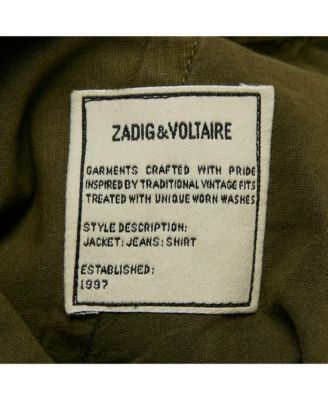 ZADIG&VOLTAIRE
GARMENTS CRAFTED WITH PRIDE
INSPIRED BY TRADITIONAL VINTAGE FITS
TREATED WITH UNIQUE WORN WASHES
STYLE DESCRIPTION:
JACKET: JEANS: SHIRT
ESTABLISHED:
1997